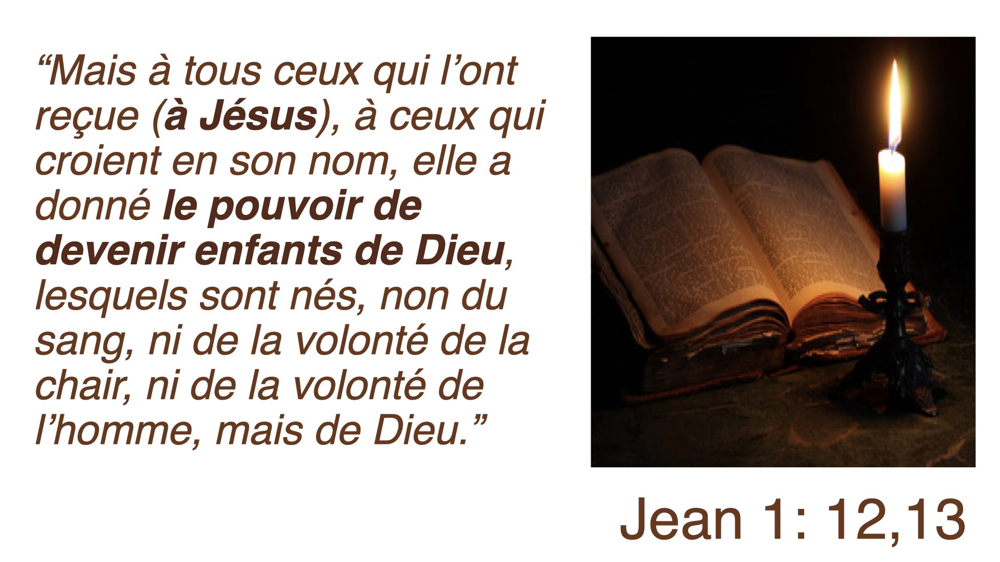 “Mais à tous ceux qui l’ont
reçue (à Jésus), à ceux qui
croient en son nom, elle a
donné le pouvoir de
devenir enfants de Dieu,
lesquels sont nés, non du
sang, ni de la volonté de la
chair, ni de la volonté de
l’homme, mais de Dieu.”
Jean 1: 12,13